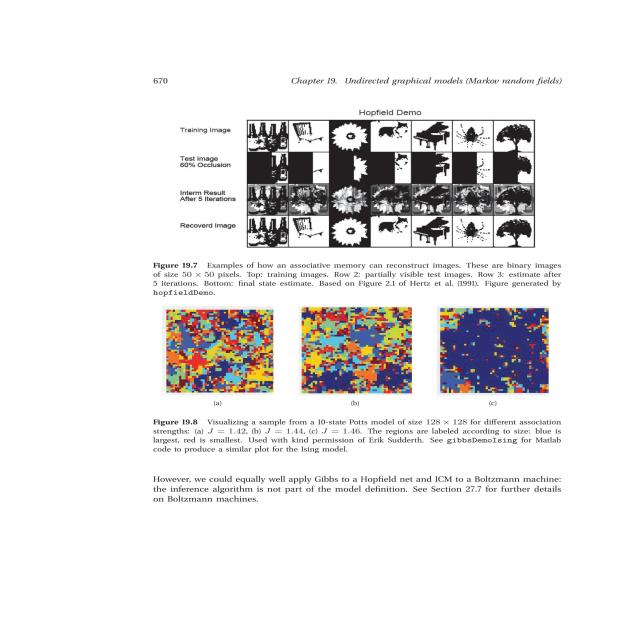 670
Chapter 19. Undirected graphical models (Markov random fields)
Hopfield Demo
Training Image
Test image
60% Occlusion
Interm Result
After 5 Iterations
Recoverd Image
Figure 19.7 Examples of how an associative memory can reconstruct images. These are binary images
of size 50 × 50 pixels. Top: training images. Row 2: partially visible test images. Row 3: estimate after
5 iterations. Bottom: final state estimate. Based on Figure 2.1 of Hertz et al. (1991). Figure generated by
hopfieldDemo.
(a)
(b)
(c)
Figure 19.8 Visualizing a sample from a 10-state Potts model of size 128 × 128 for different association
strengths: (a) J = 1.42, (b) J = 1.44, (c) J = 1.46. The regions are labeled according to size: blue is
largest, red is smallest. Used with kind permission of Erik Sudderth. See gibbsDemoIsing for Matlab
code to produce a similar plot for the Ising model.
However, we could equally well apply Gibbs to a Hopfield net and ICM to a Boltzmann machine:
the inference algorithm is not part of the model definition. See Section 27.7 for further details
on Boltzmann machines.